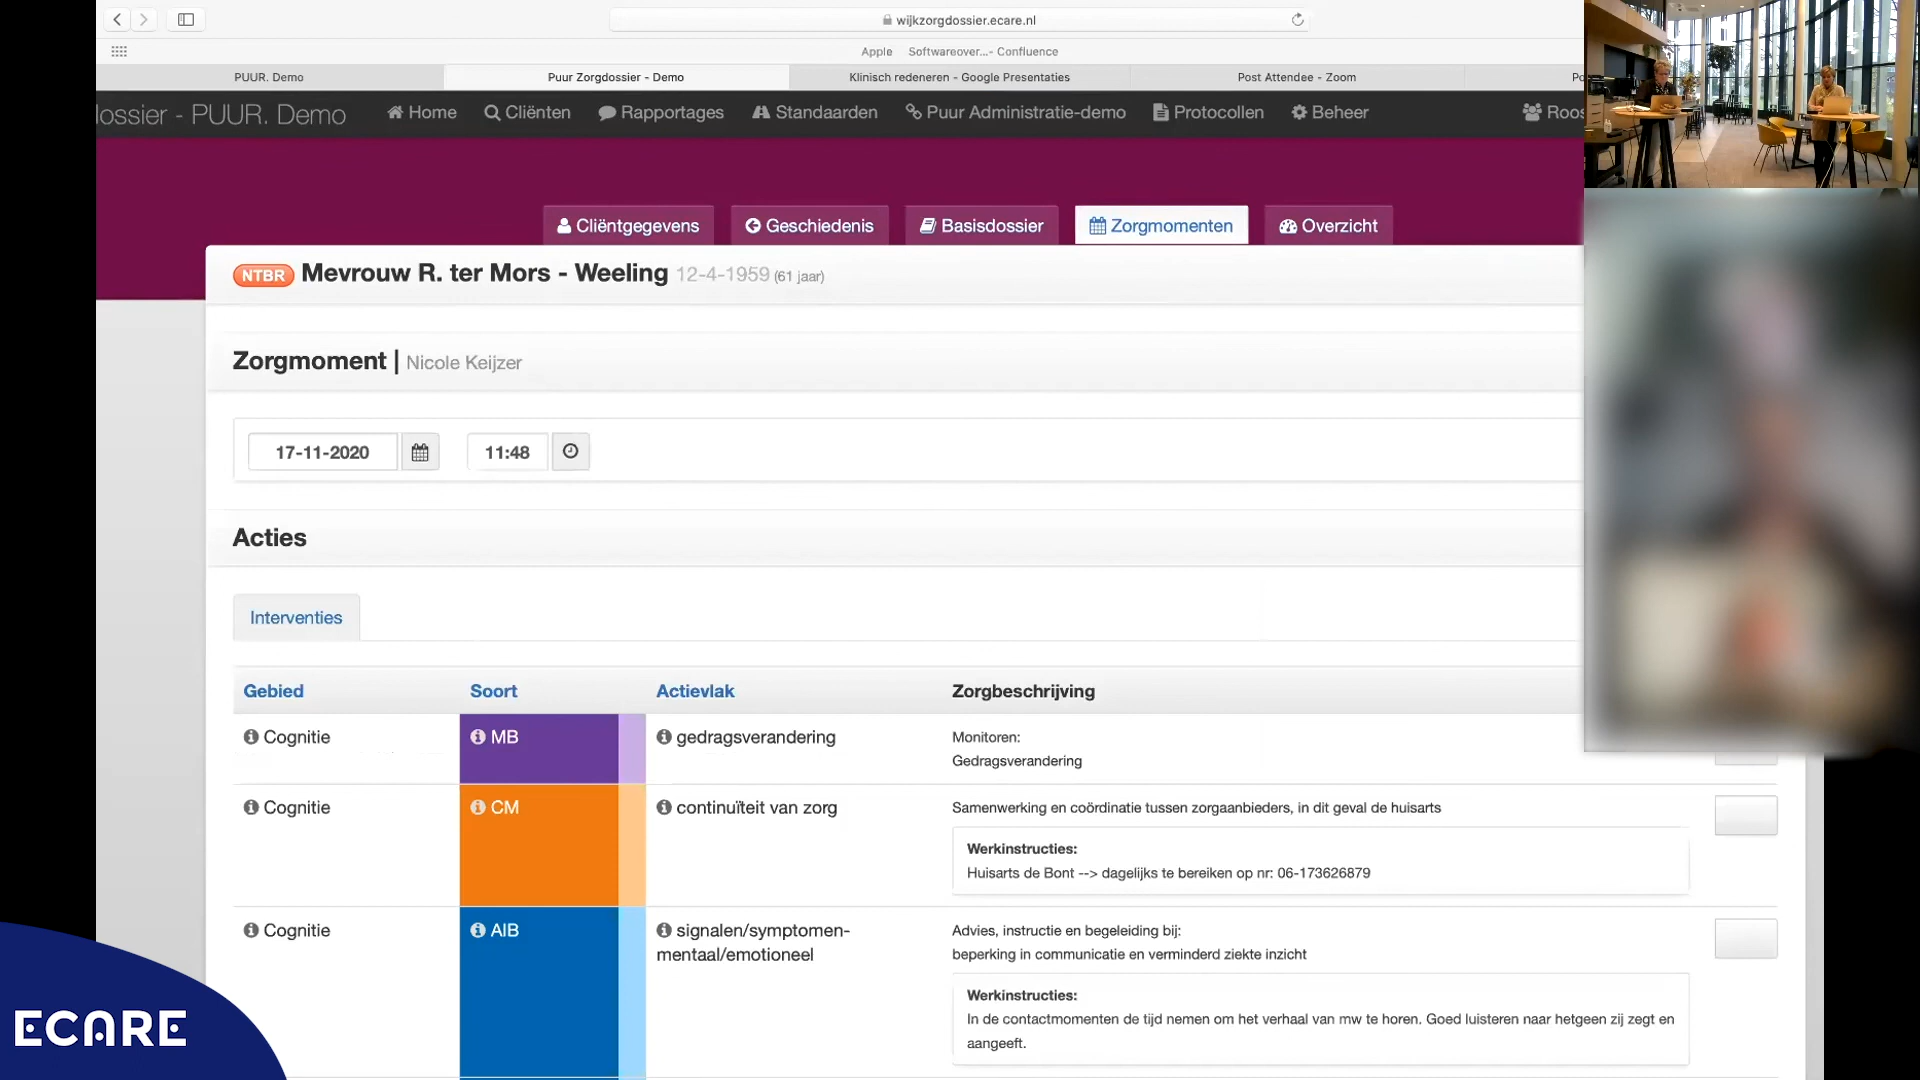 wijkzorgdossier.ecare.nl
Apple Softwareover...- Confluence
PUUR. Demo Puur Zorgdossier - Demo Klinisch redeneren - Google Presentaties Post Attendee - Zoom Po
dossier - PUUR. Demo Home Cliënten Rapportages Standaarden Puur Administratie-demo Protocollen Beheer Roos
Cliëntgegevens Geschiedenis Basisdossier Zorgmomenten Overzicht
NTBR Mevrouw R. ter Mors - Weeling 12-4-1959 (61 jaar)
Zorgmoment | Nicole Keijzer
17-11-2020 11:48
Acties
Interventies
Gebied Soort Actievlak Zorgbeschrijving
Cognitie MB gedragsverandering Monitoren:
Gedragsverandering
Cognitie CM continuïteit van zorg Samenwerking en coördinatie tussen zorgaanbieders, in dit geval de huisarts
Werkinstructies:
Huisarts de Bont --> dagelijks te bereiken op nr: 06-173626879
Cognitie AIB signalen/symptomen- Advies, instructie en begeleiding bij:
mentaal/emotioneel beperking in communicatie en verminderd ziekte inzicht
Werkinstructies:
In de contactmomenten de tijd nemen om het verhaal van mw te horen. Goed luisteren naar hetgeen zij zegt en
aangeeft.
ECARE